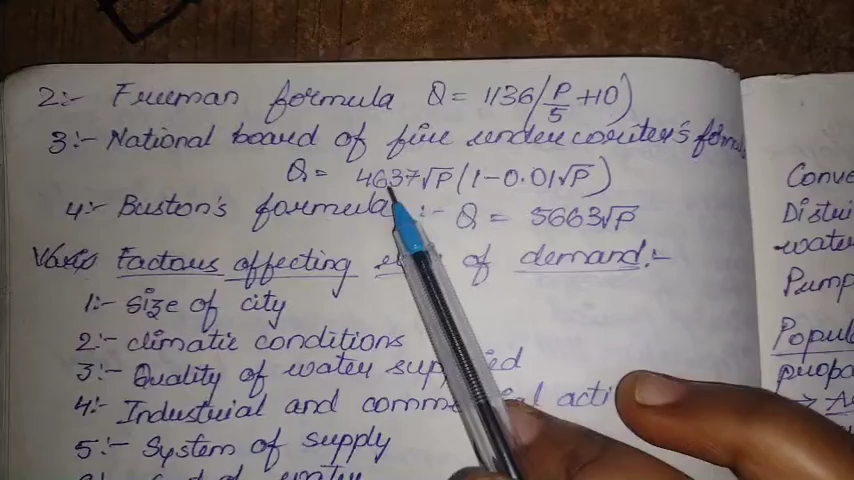 2:- Freeman formula Q = 1136(P/5 +10)
3:- National board of fire underwriter's formula
Q = 4637√P(1-0.01√P)
4:- Buston's formula :- Q = 5663√P
Factors affecting of demand:-
1:- Size of city
2:- climatic conditions
3:- Quality of water supplied
4:- Industrial and commercial acti
5:- System of supply
water
Conve
Distri
water
Pump
Popul
propo